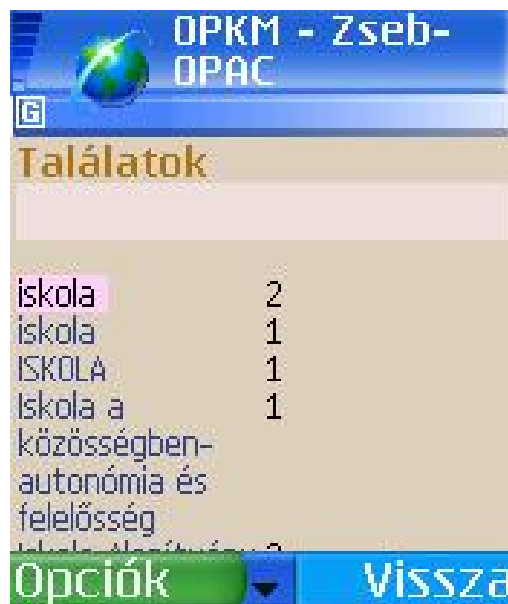 OPKM - Zseb-
OPAC
G
Találatok
iskola 2
iskola 1
ISKOLA 1
Iskola a 1
közösségben-
autonómia és
felelősség
Opciók Vissza